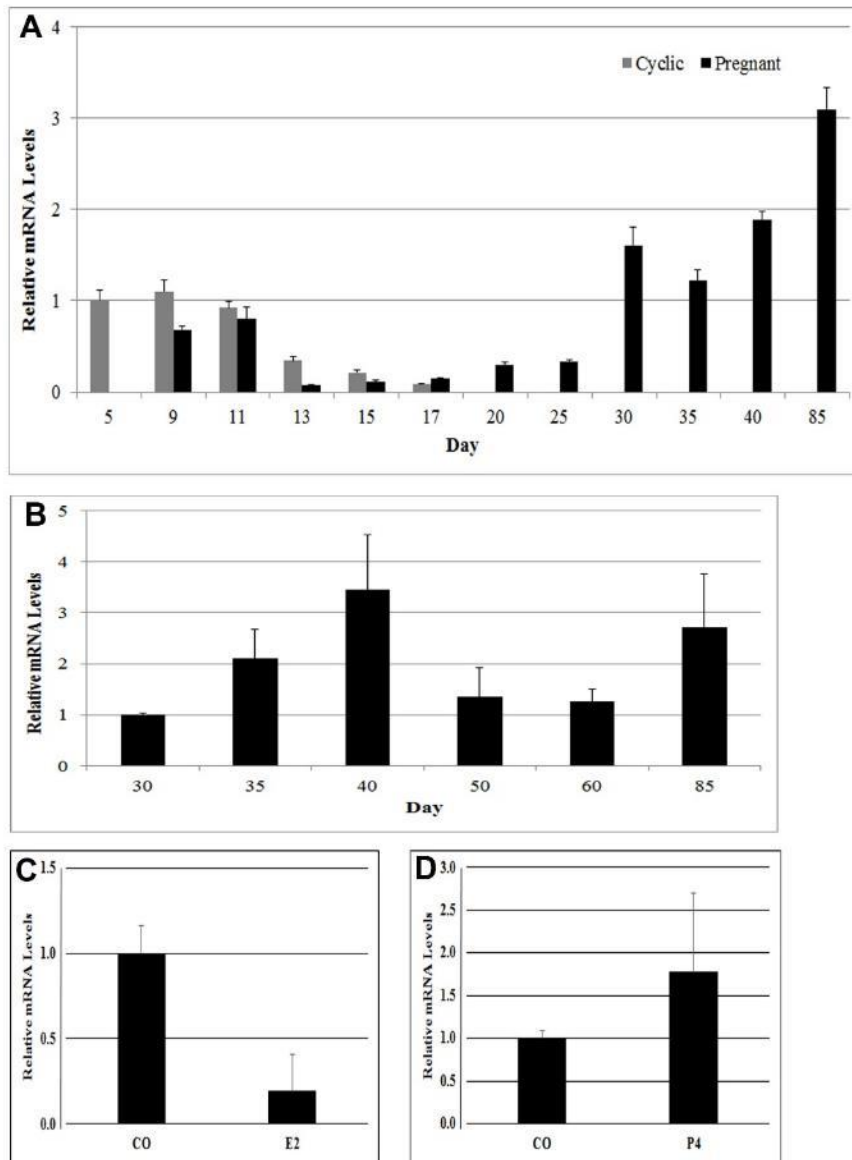 A
4
3
2
1
0
Relative mRNA Levels
Cyclic Pregnant
5 9 11 13 15 17 20 25 30 35 40 85
Day
B
5
4
3
2
1
0
Relative mRNA Levels
30 35 40 50 60 85
Day
C
1.5
1.0
0.5
0.0
Relative mRNA Levels
CO E2
D
3.0
2.5
2.0
1.5
1.0
0.5
0.0
Relative mRNA Levels
CO P4